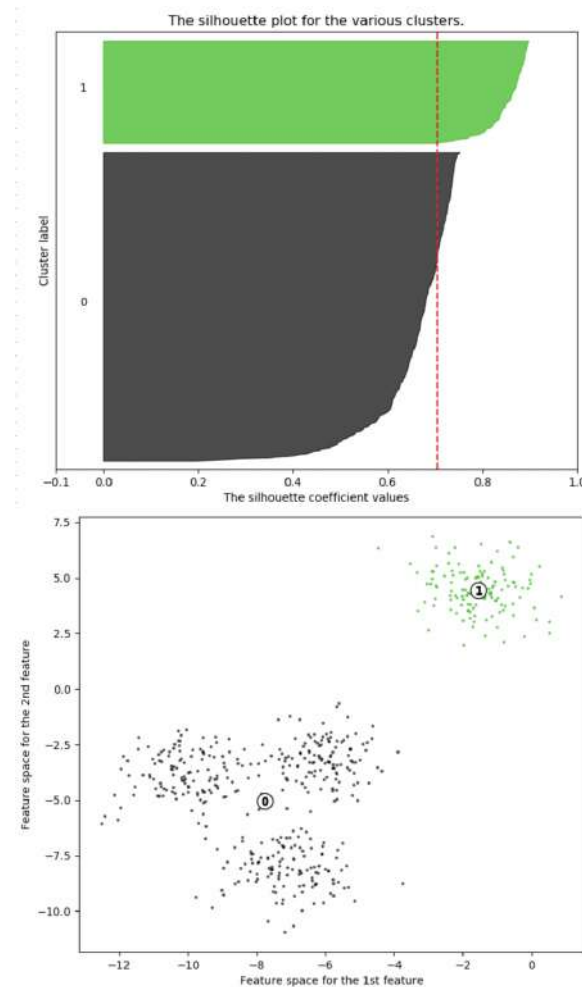 The silhouette plot for the various clusters.
1
0
Cluster label
−0.1 0.0 0.2 0.4 0.6 0.8 1.0
The silhouette coefficient values
7.5
5.0
2.5
0.0
−2.5
−5.0
−7.5
−10.0
1
0
Feature space for the 2nd feature
−12 −10 −8 −6 −4 −2 0
Feature space for the 1st feature